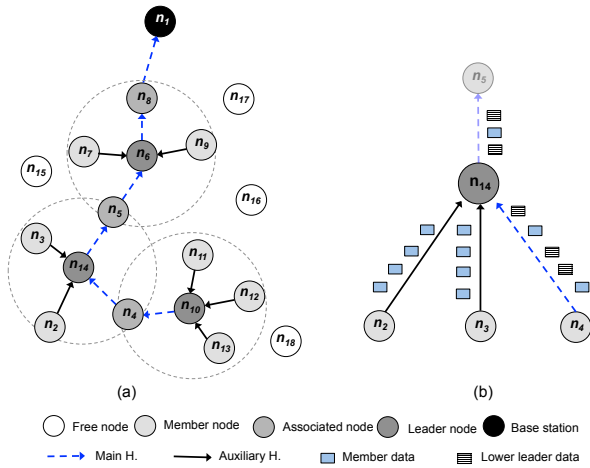 n1
n8
n17
n7
n6
n9
n15
n5
n16
n3
n14
n11
n12
n10
n4
n2
n13
n18
(a)
n5
n14
n2
n3
n4
(b)
Free node
Member node
Associated node
Leader node
Base station
Main H.
Auxiliary H.
Member data
Lower leader data